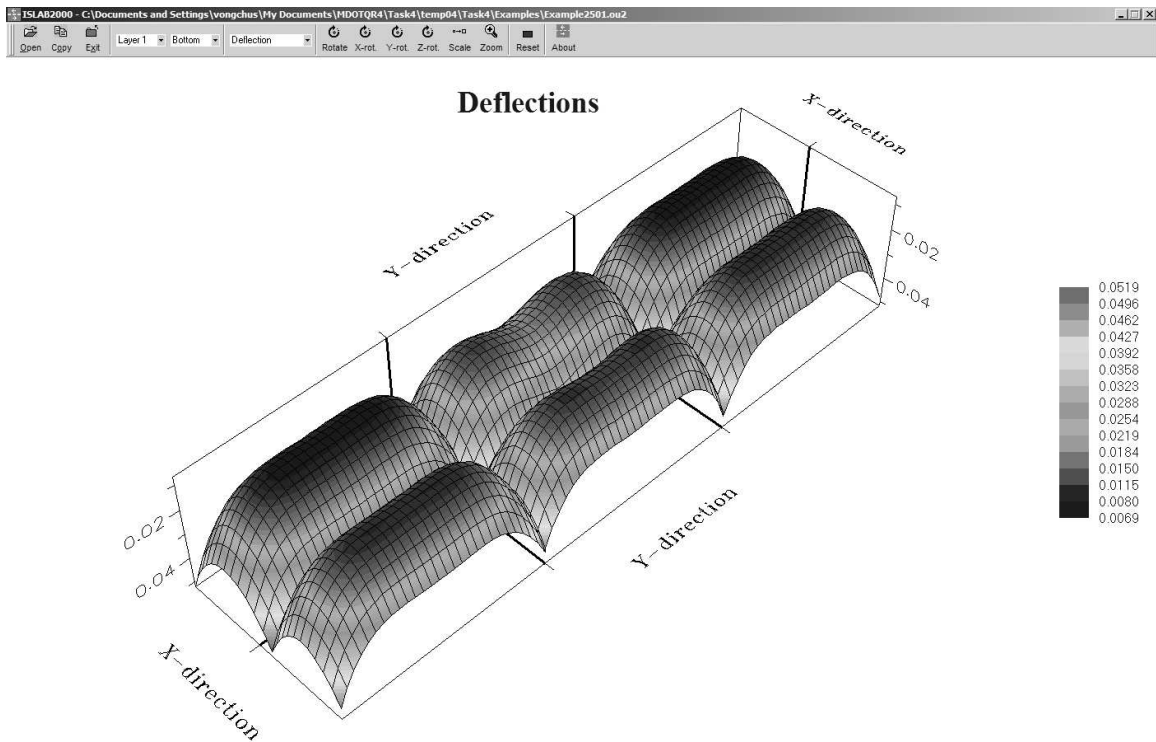 ISLAB2000 - C:\Documents and Settings\vongchus\My Documents\MDOTQR4\Task4\temp04\Task4\Examples\Example2501.ou2
Open Copy Exit Layer 1 Bottom Deflection Rotate X-rot. Y-rot. Z-rot. Scale Zoom Reset About
Deflections
X-direction
Y-direction
0.02
0.04
0.0519
0.0496
0.0462
0.0427
0.0392
0.0358
0.0323
0.0288
0.0254
0.0219
0.0184
0.0150
0.0115
0.0080
0.0069
0.02
0.04
Y-direction
X-direction